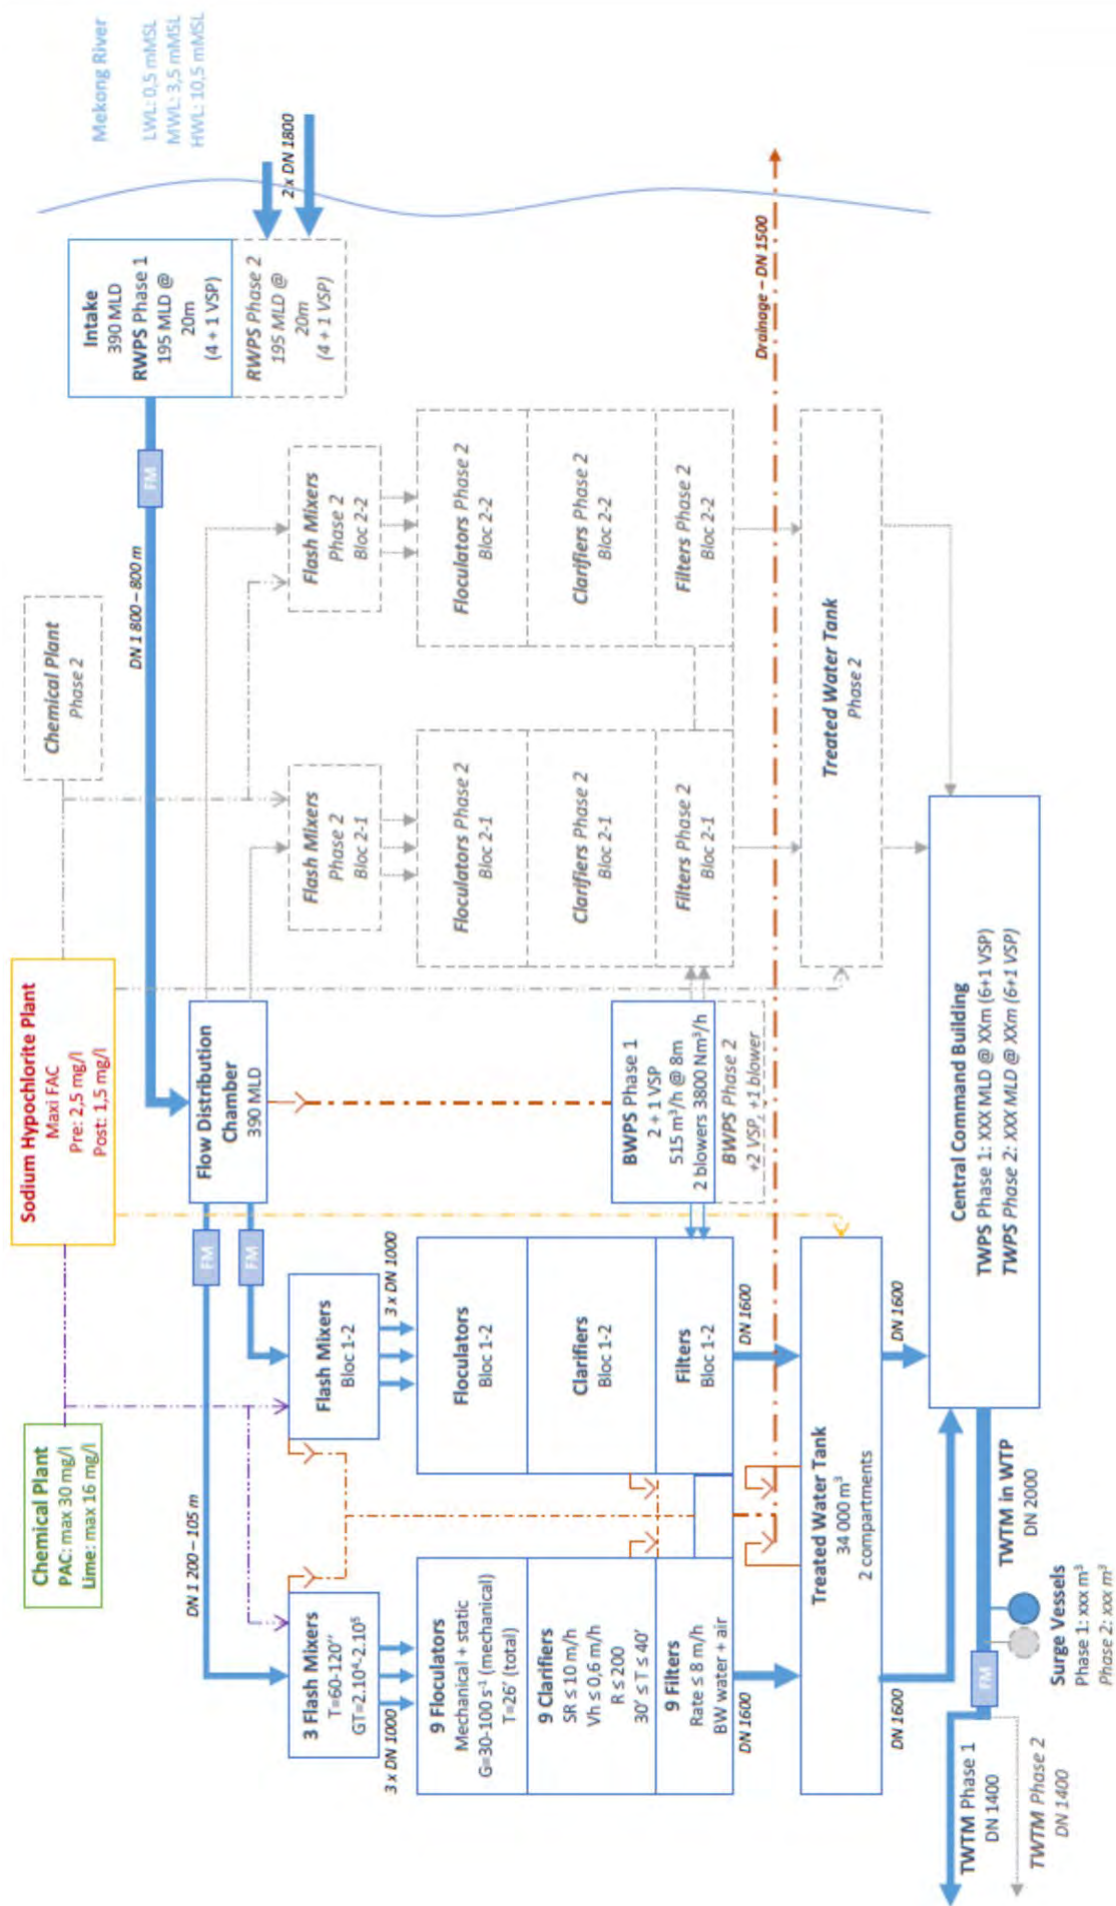 Mekong River
LWL: 0,5 mMSL
MWL: 3,5 mMSL
HWL: 10,5 mMSL
2 x DN 1800
Intake
390 MLD
RWPS Phase 1
195 MLD @
20m
(4 + 1 VSP)
RWPS Phase 2
195 MLD @
20m
(4 + 1 VSP)
FM
DN 1 800 – 800 m
Chemical Plant
Phase 2
Sodium Hypochlorite Plant
Maxi FAC
Pre: 2,5 mg/l
Post: 1,5 mg/l
Chemical Plant
PAC: max 30 mg/l
Lime: max 16 mg/l
Flow Distribution
Chamber
390 MLD
FM
FM
DN 1 200 – 105 m
3 Flash Mixers
T=60-120’’
GT=2.10⁴-2.10⁵
Flash Mixers
Bloc 1-2
Flash Mixers
Phase 2
Bloc 2-1
Flash Mixers
Phase 2
Bloc 2-2
3 x DN 1000
3 x DN 1000
9 Floculators
Mechanical + static
G=30-100 s⁻¹ (mechanical)
T=26’ (total)
9 Clarifiers
SR ≤ 10 m/h
Vh ≤ 0,6 m/h
R ≤ 200
30’ ≤ T ≤ 40’
9 Filters
Rate ≤ 8 m/h
BW water + air
Floculators
Bloc 1-2
Clarifiers
Bloc 1-2
Filters
Bloc 1-2
BWPS Phase 1
2 + 1 VSP
515 m³/h @ 8m
2 blowers 3800 Nm³/h
BWPS Phase 2
+2 VSP, +1 blower
Floculators Phase 2
Bloc 2-1
Clarifiers Phase 2
Bloc 2-1
Filters Phase 2
Bloc 2-1
Floculators Phase 2
Bloc 2-2
Clarifiers Phase 2
Bloc 2-2
Filters Phase 2
Bloc 2-2
DN 1600
DN 1600
Drainage – DN 1500
Treated Water Tank
34 000 m³
2 compartments
Treated Water Tank
Phase 2
DN 1600
DN 1600
Central Command Building
TWPS Phase 1: XXX MLD @ XXm (6+1 VSP)
TWPS Phase 2: XXX MLD @ XXm (6+1 VSP)
TWTM in WTP
DN 2000
FM
Surge Vessels
Phase 1: xxx m³
Phase 2: xxx m³
TWTM Phase 1
DN 1400
TWTM Phase 2
DN 1400